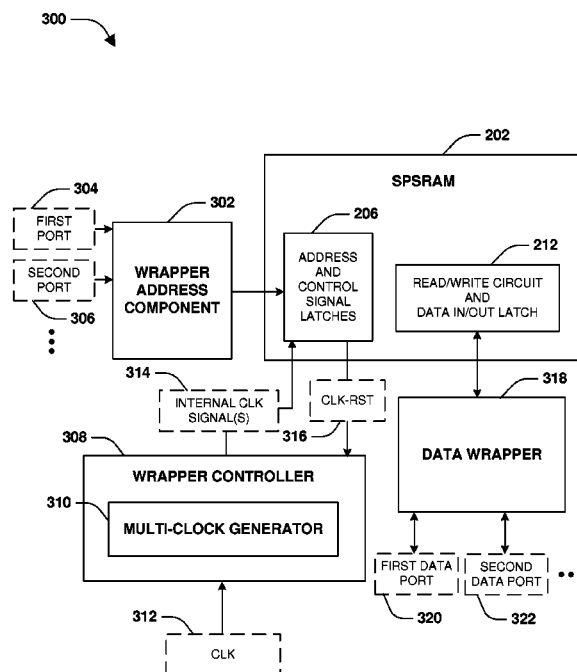 300
202
SPSRAM
304
FIRST
PORT
302
206
SECOND
PORT
306
WRAPPER
ADDRESS
COMPONENT
ADDRESS
AND
CONTROL
SIGNAL
LATCHES
212
READ/WRITE CIRCUIT
AND
DATA IN/OUT LATCH
314
INTERNAL CLK
SIGNAL(S)
CLK-RST
316
318
DATA WRAPPER
308
WRAPPER CONTROLLER
310
MULTI-CLOCK GENERATOR
FIRST DATA
PORT
320
SECOND
DATA PORT
322
312
CLK